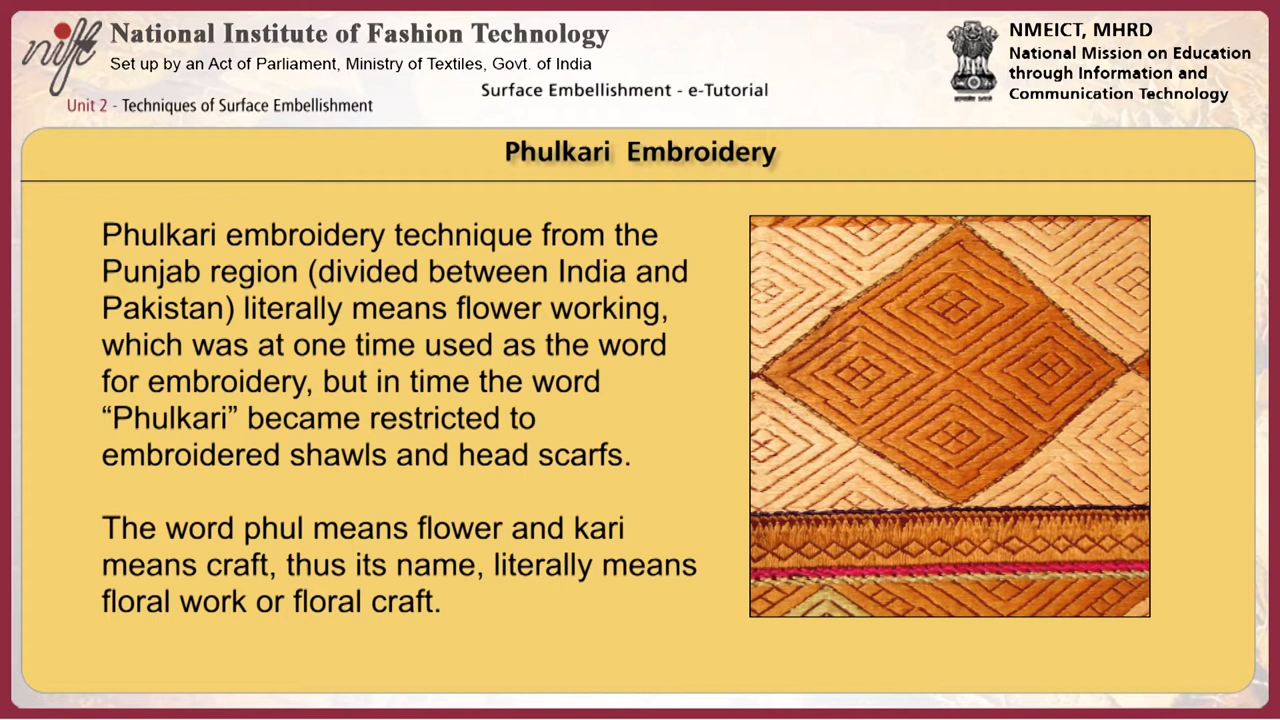 nift
National Institute of Fashion Technology
Set up by an Act of Parliament, Ministry of Textiles, Govt. of India
Unit 2 - Techniques of Surface Embellishment
Surface Embellishment - e-Tutorial
NMEICT, MHRD
National Mission on Education
through Information and
Communication Technology
Phulkari Embroidery
Phulkari embroidery technique from the
Punjab region (divided between India and
Pakistan) literally means flower working,
which was at one time used as the word
for embroidery, but in time the word
“Phulkari” became restricted to
embroidered shawls and head scarfs.
The word phul means flower and kari
means craft, thus its name, literally means
floral work or floral craft.